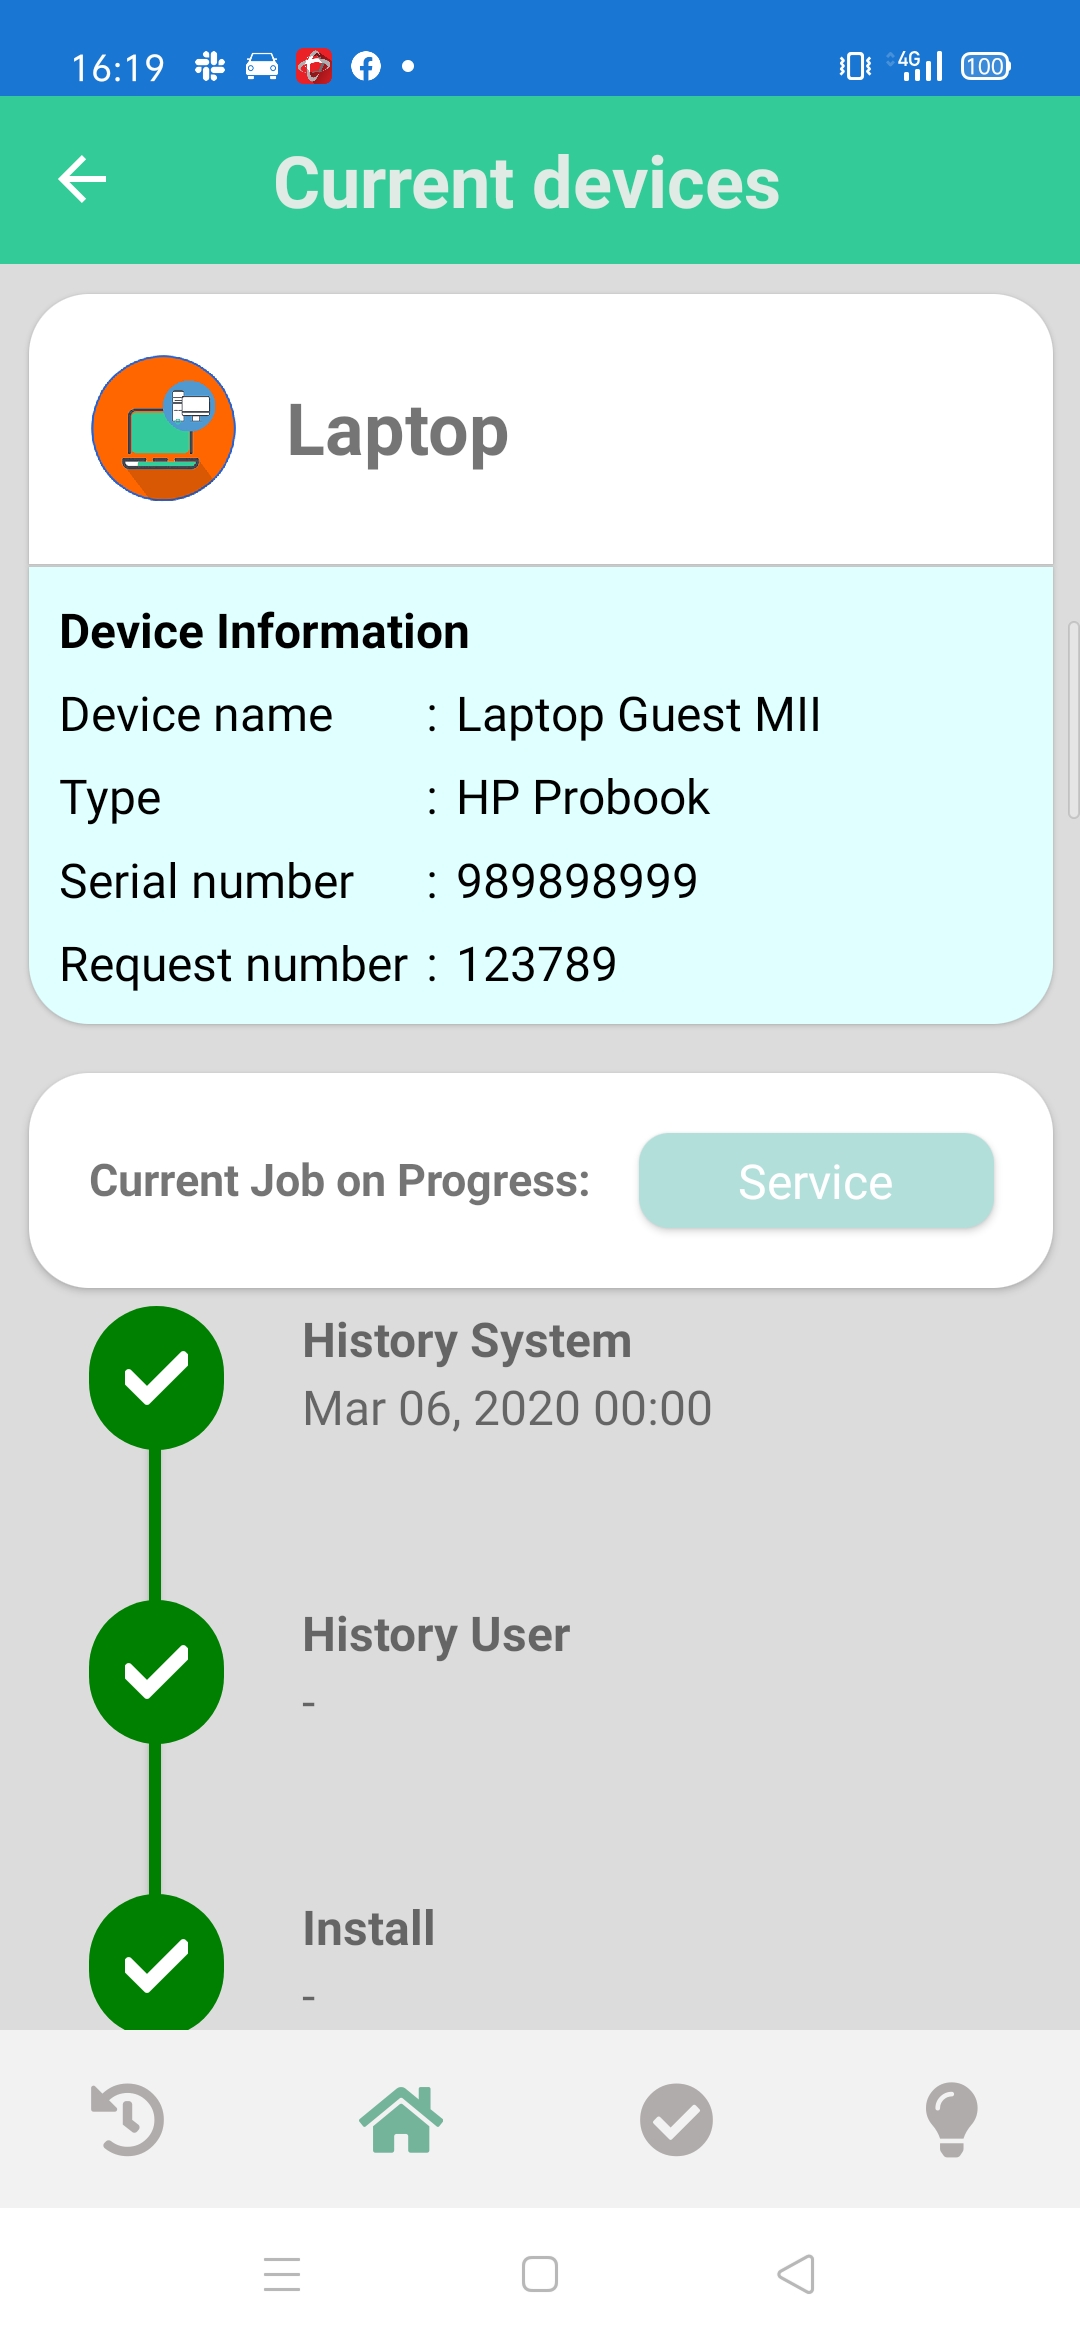 16:19
4G
100
Current devices
Laptop
Device Information
Device name : Laptop Guest MII
Type : HP Probook
Serial number : 989898999
Request number : 123789
Current Job on Progress: Service
History System
Mar 06, 2020 00:00
History User
-
Install
-